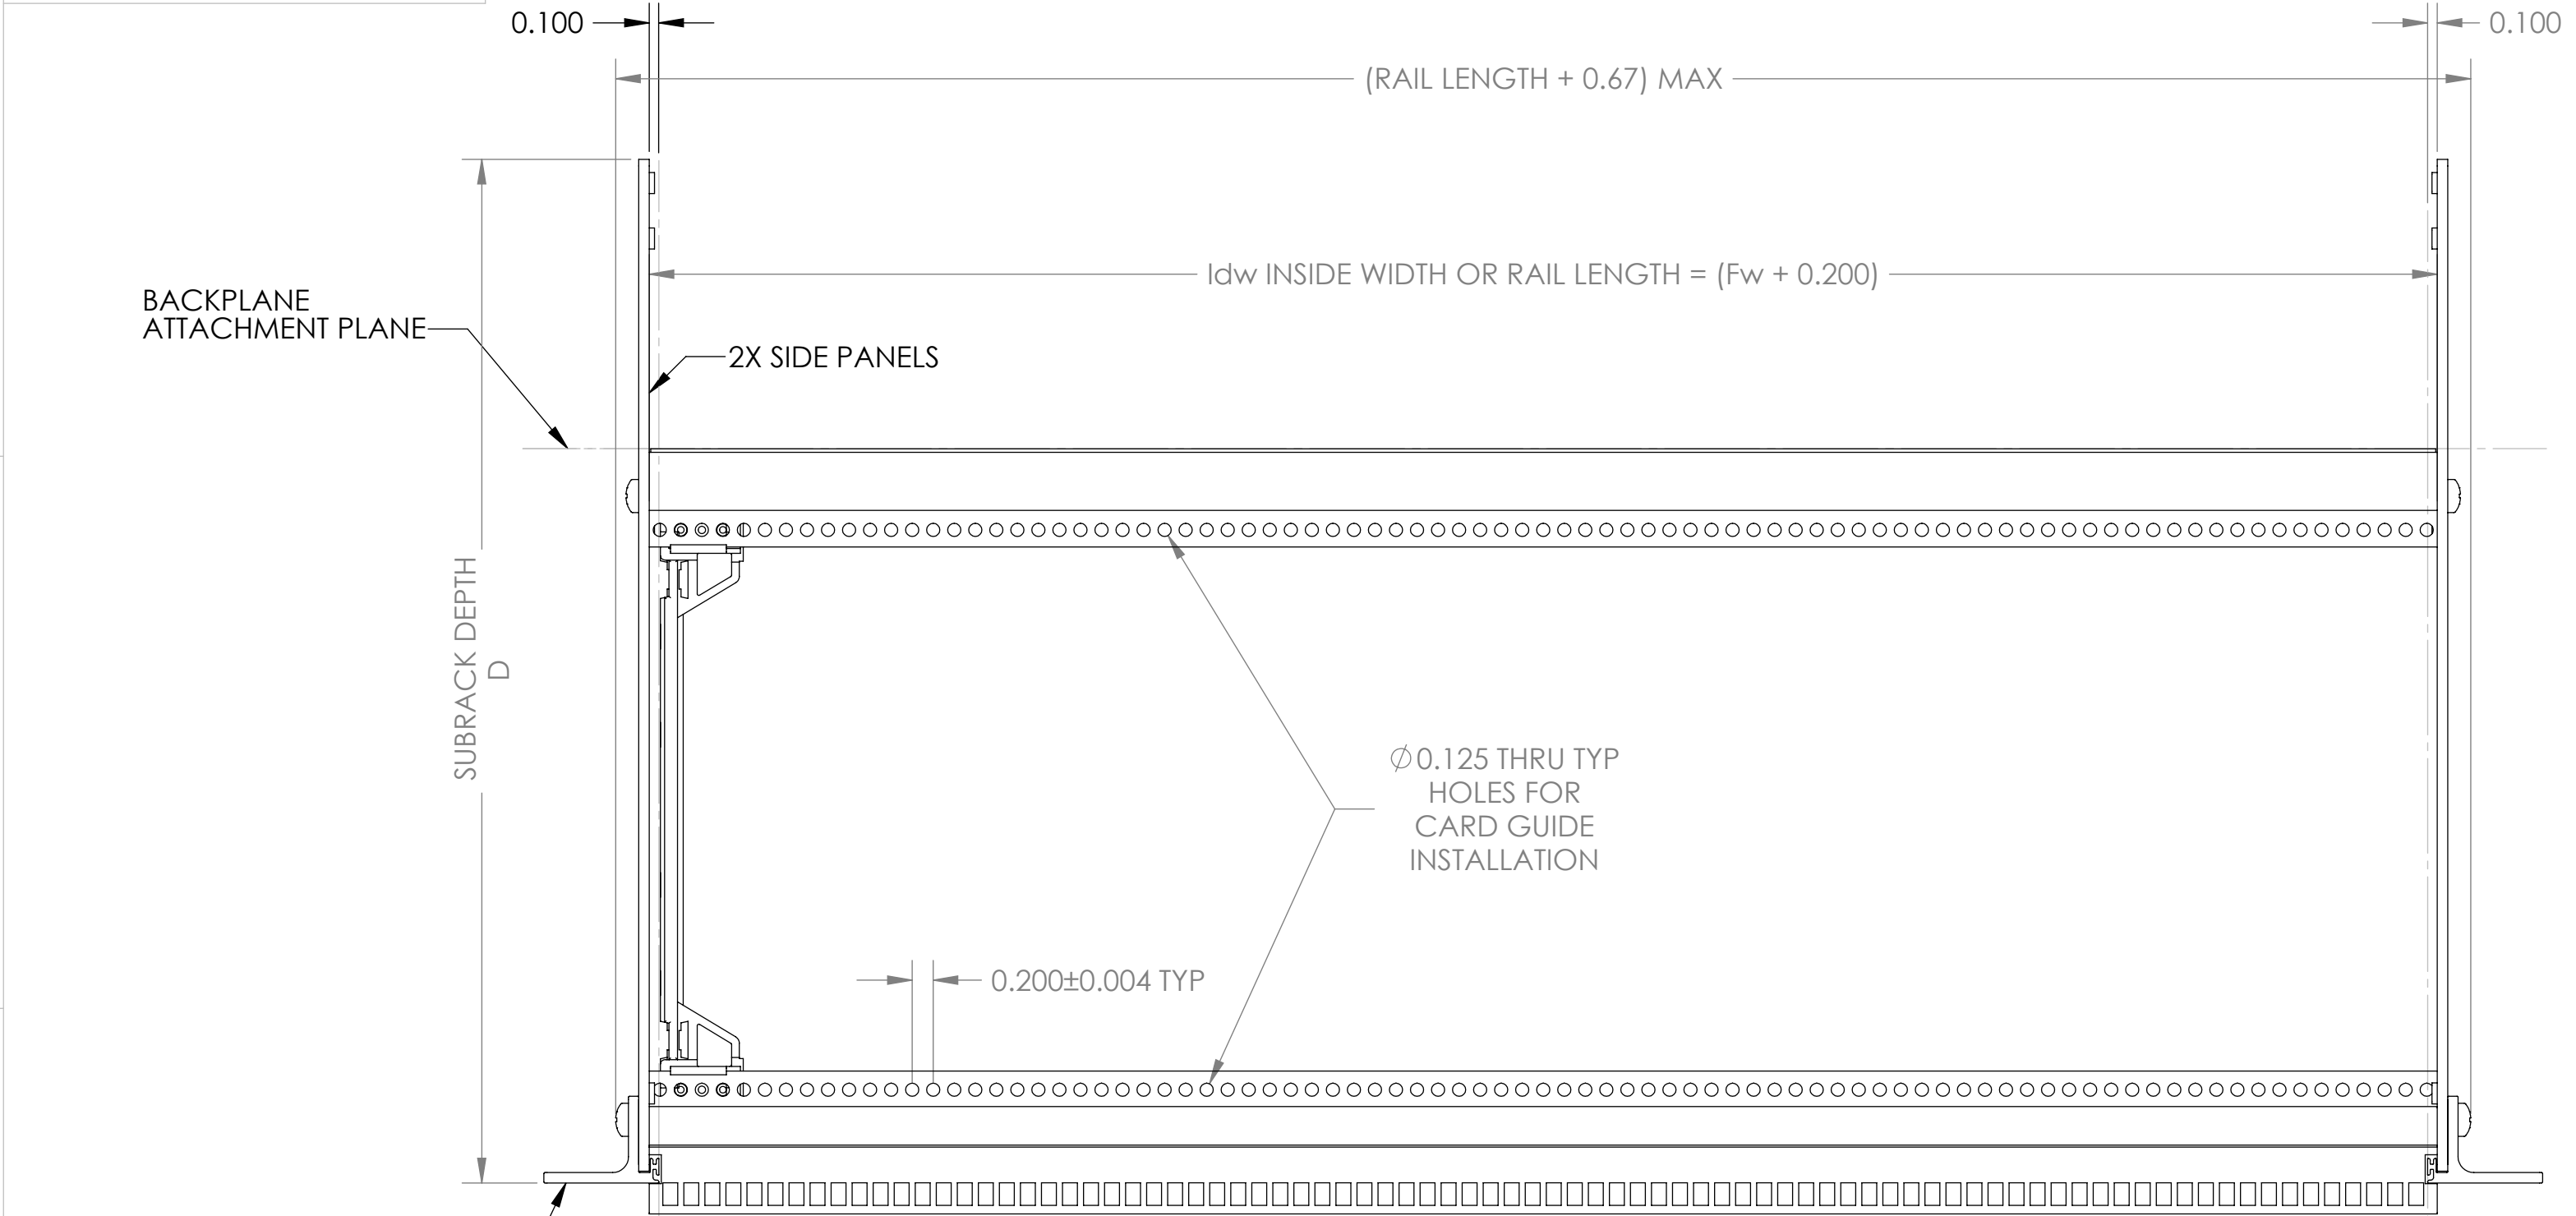 0.100
0.100
(RAIL LENGTH + 0.67) MAX
Idw INSIDE WIDTH OR RAIL LENGTH = (Fw + 0.200)
BACKPLANE
ATTACHMENT PLANE
2X SIDE PANELS
SUBRACK DEPTH
D
Ø0.125 THRU TYP
HOLES FOR
CARD GUIDE
INSTALLATION
0.200±0.004 TYP